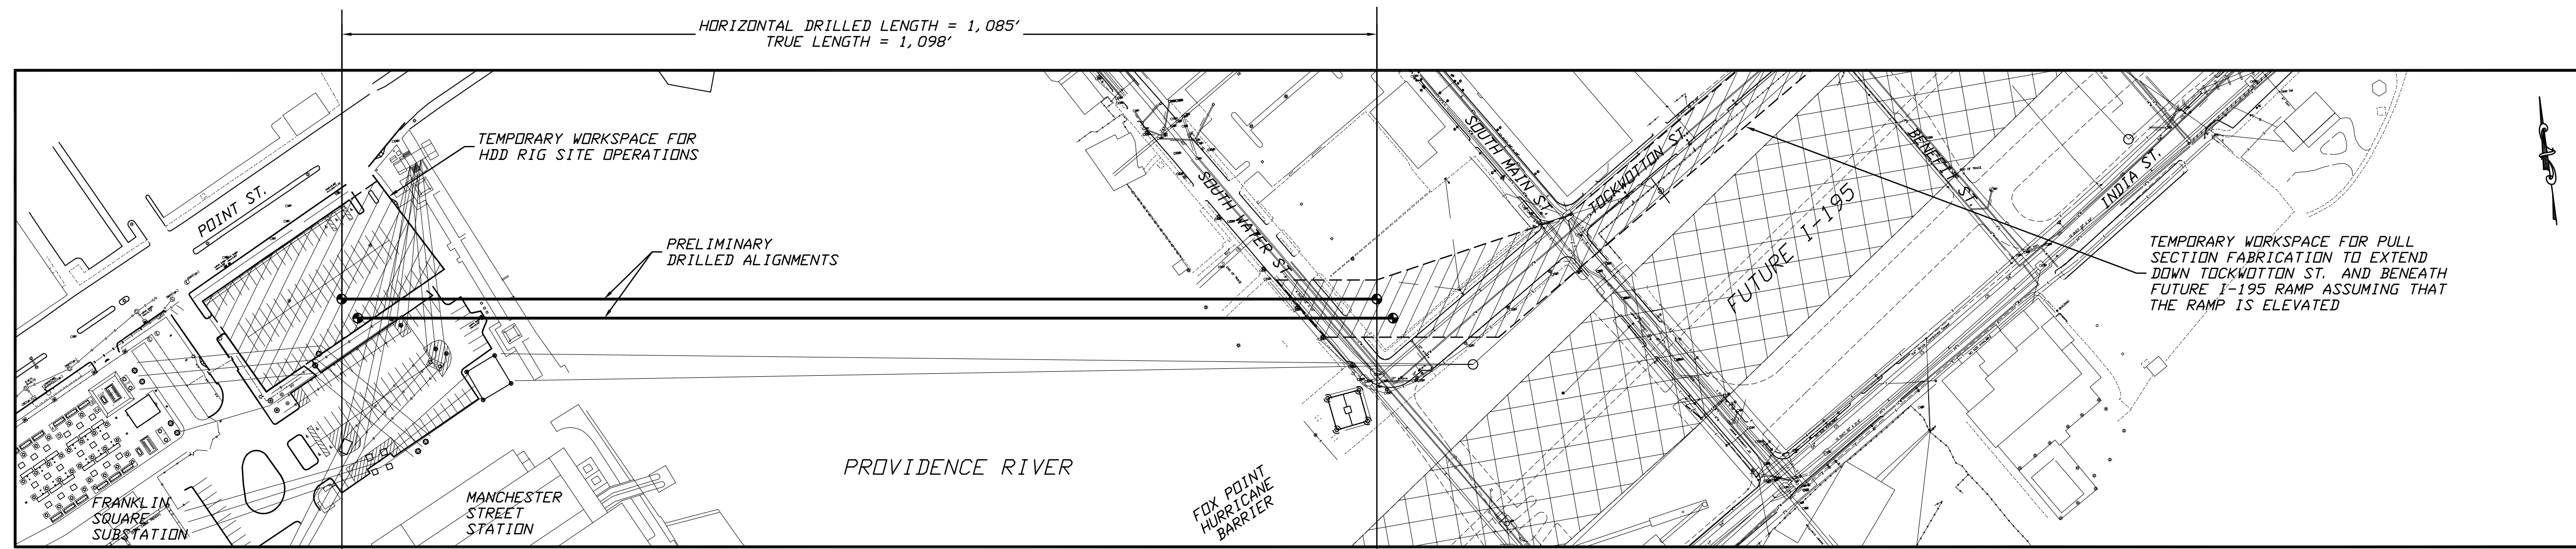 HORIZONTAL DRILLED LENGTH = 1,085'
TRUE LENGTH = 1,098'
TEMPORARY WORKSPACE FOR
HDD RIG SITE OPERATIONS
POINT ST.
PRELIMINARY
DRILLED ALIGNMENTS
SOUTH WATER ST.
SOUTH MAIN ST.
TOCKWOTTON ST.
FUTURE I-195
BENEFIT ST.
INDIA ST.
TEMPORARY WORKSPACE FOR PULL
SECTION FABRICATION TO EXTEND
DOWN TOCKWOTTON ST. AND BENEATH
FUTURE I-195 RAMP ASSUMING THAT
THE RAMP IS ELEVATED
PROVIDENCE RIVER
FOX POINT
HURRICANE
BARRIER
FRANKLIN
SQUARE
SUBSTATION
MANCHESTER
STREET
STATION